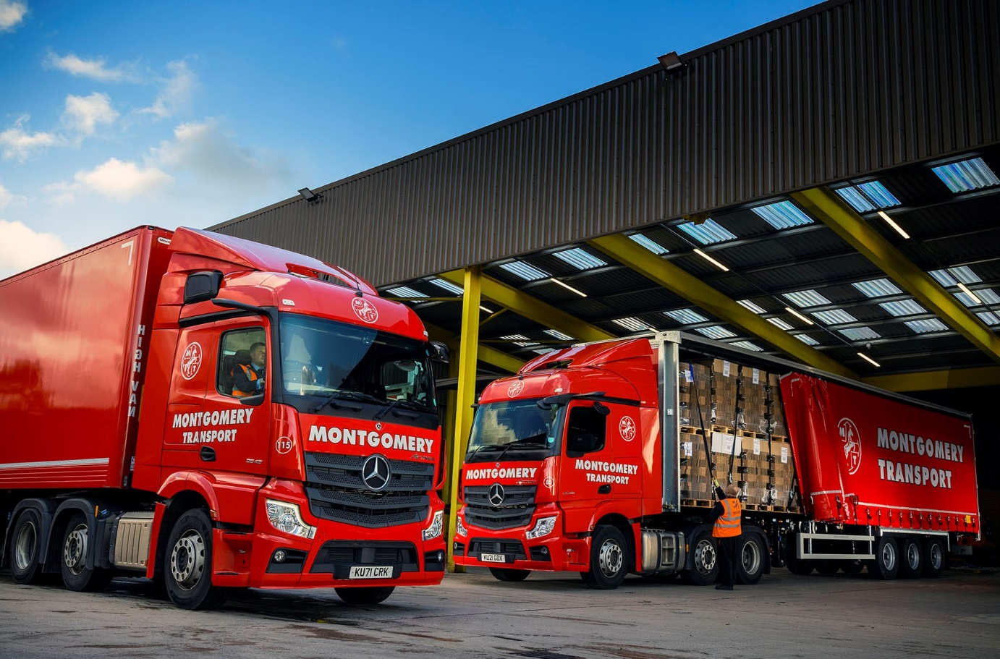 HIGH VAN
M T
MONTGOMERY
TRANSPORT
115
M T
MONTGOMERY
KU71 CRK
MONTGOMERY
KU21 GDX
MONTGOMERY
TRANSPORT
M T
MONTGOMERY
TRANSPORT